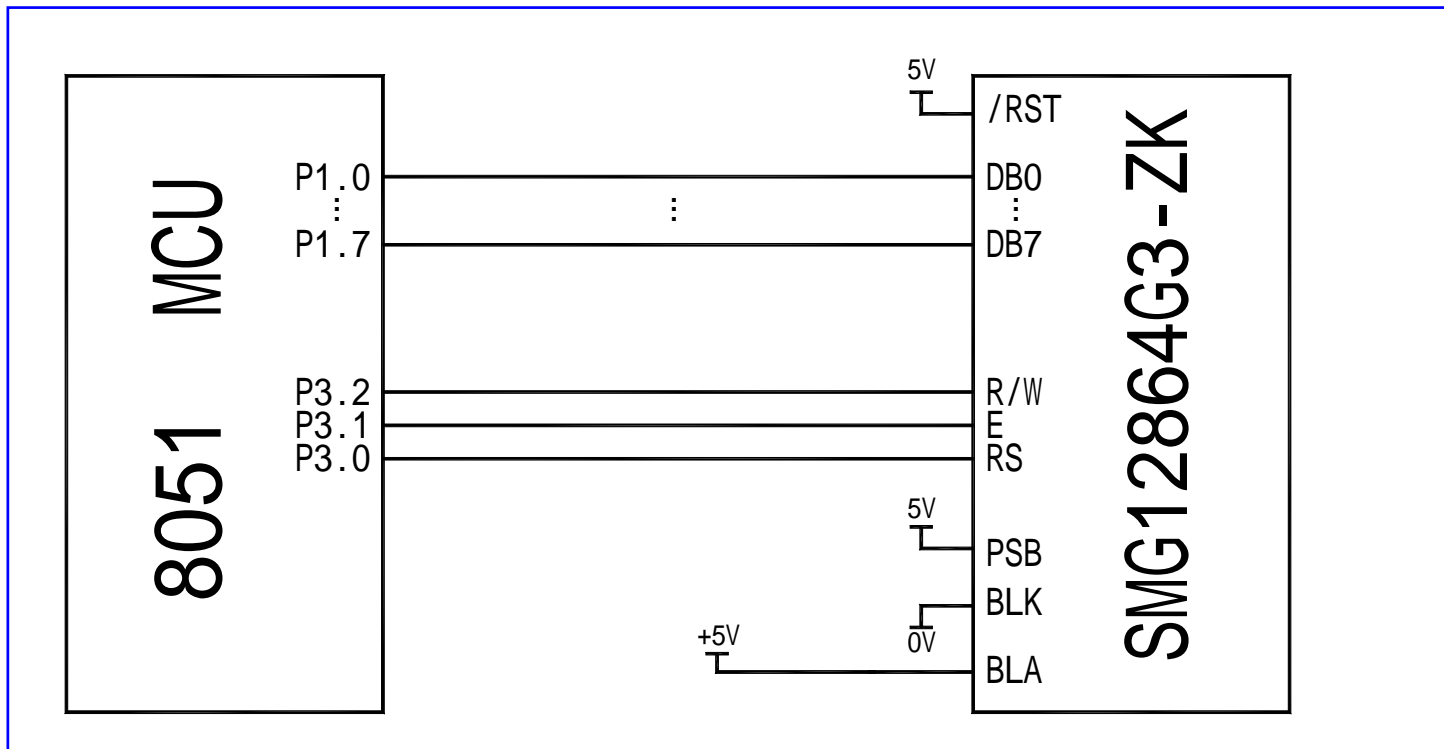 8051 MCU
P1.0
⋮
P1.7
P3.2
P3.1
P3.0
⋮
5V
/RST
DB0
⋮
DB7
R/W
E
RS
5V
PSB
BLK
0V
+5V
BLA
SMG12864G3-ZK